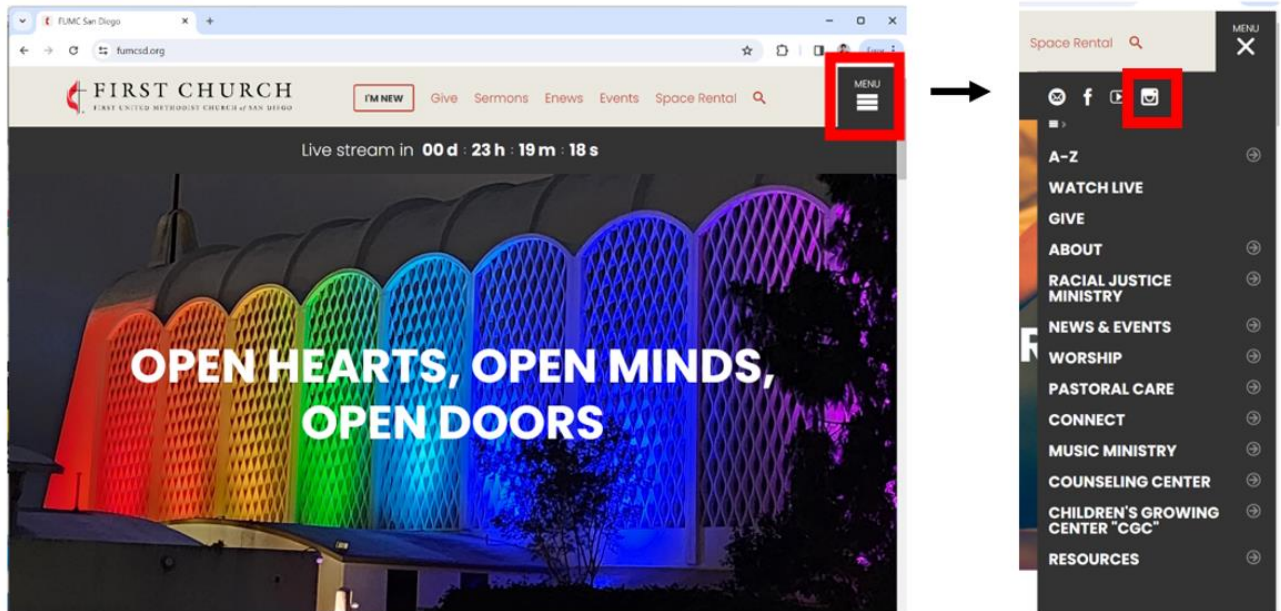 FUMC San Diego
fumcsd.org
FIRST CHURCH
FIRST UNITED METHODIST CHURCH of SAN DIEGO
I'M NEW
Give
Sermons
Enews
Events
Space Rental
MENU
Live stream in 00 d : 23 h : 19 m : 18 s
OPEN HEARTS, OPEN MINDS,
OPEN DOORS
Space Rental
MENU
A-Z
WATCH LIVE
GIVE
ABOUT
RACIAL JUSTICE
MINISTRY
NEWS & EVENTS
WORSHIP
PASTORAL CARE
CONNECT
MUSIC MINISTRY
COUNSELING CENTER
CHILDREN'S GROWING
CENTER "CGC"
RESOURCES